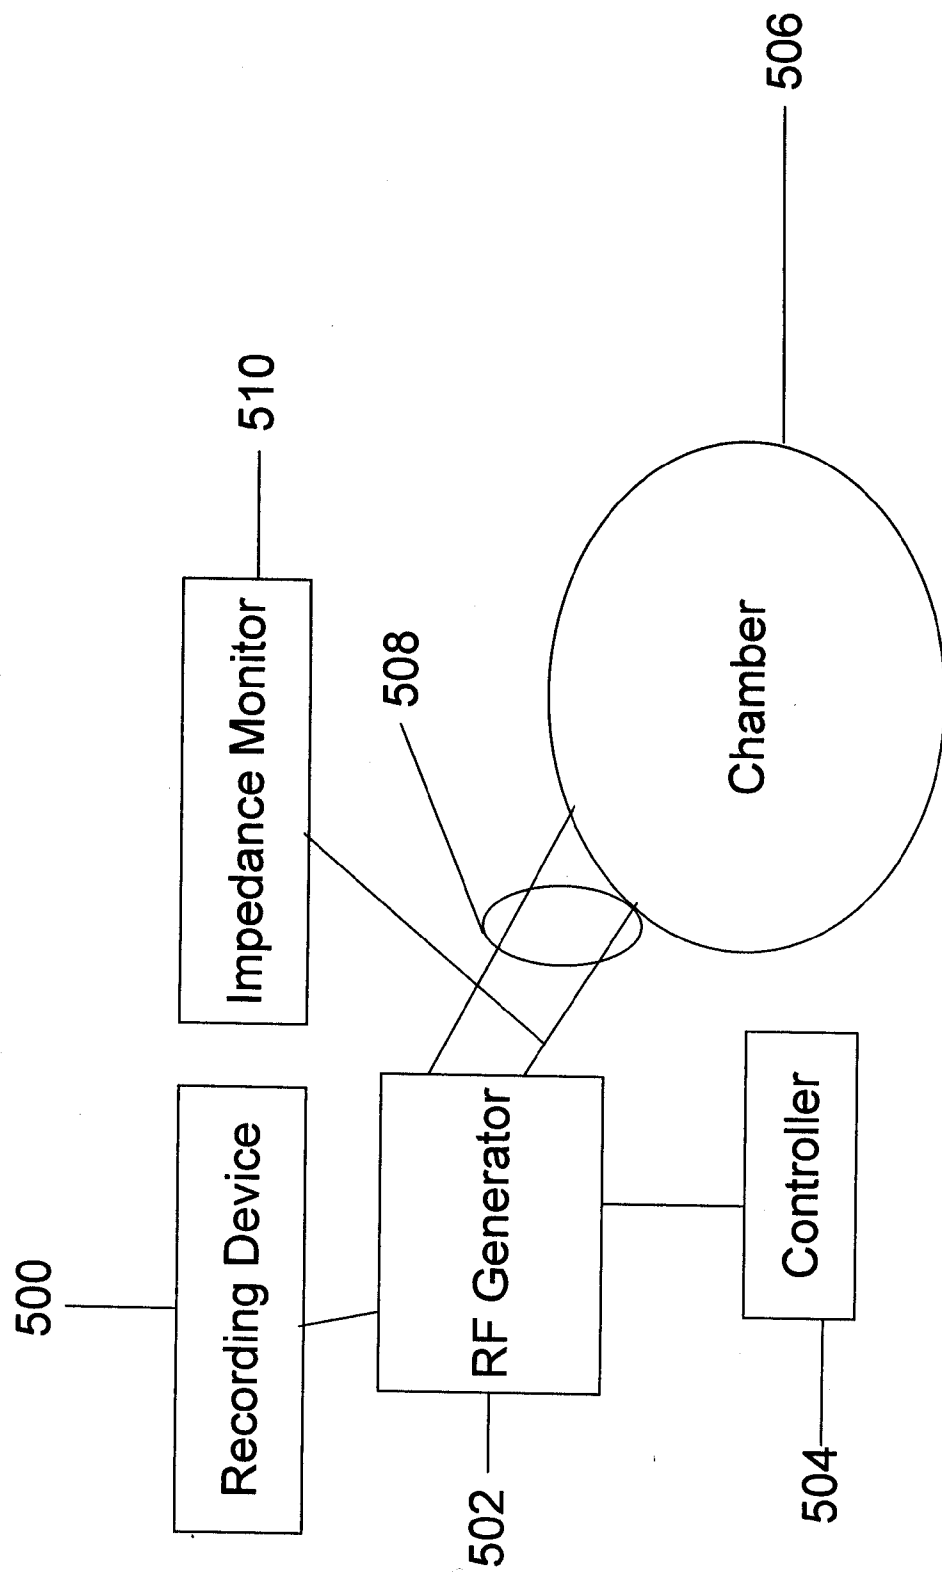 500
Recording Device
Impedance Monitor
510
508
502
RF Generator
504
Controller
Chamber
506